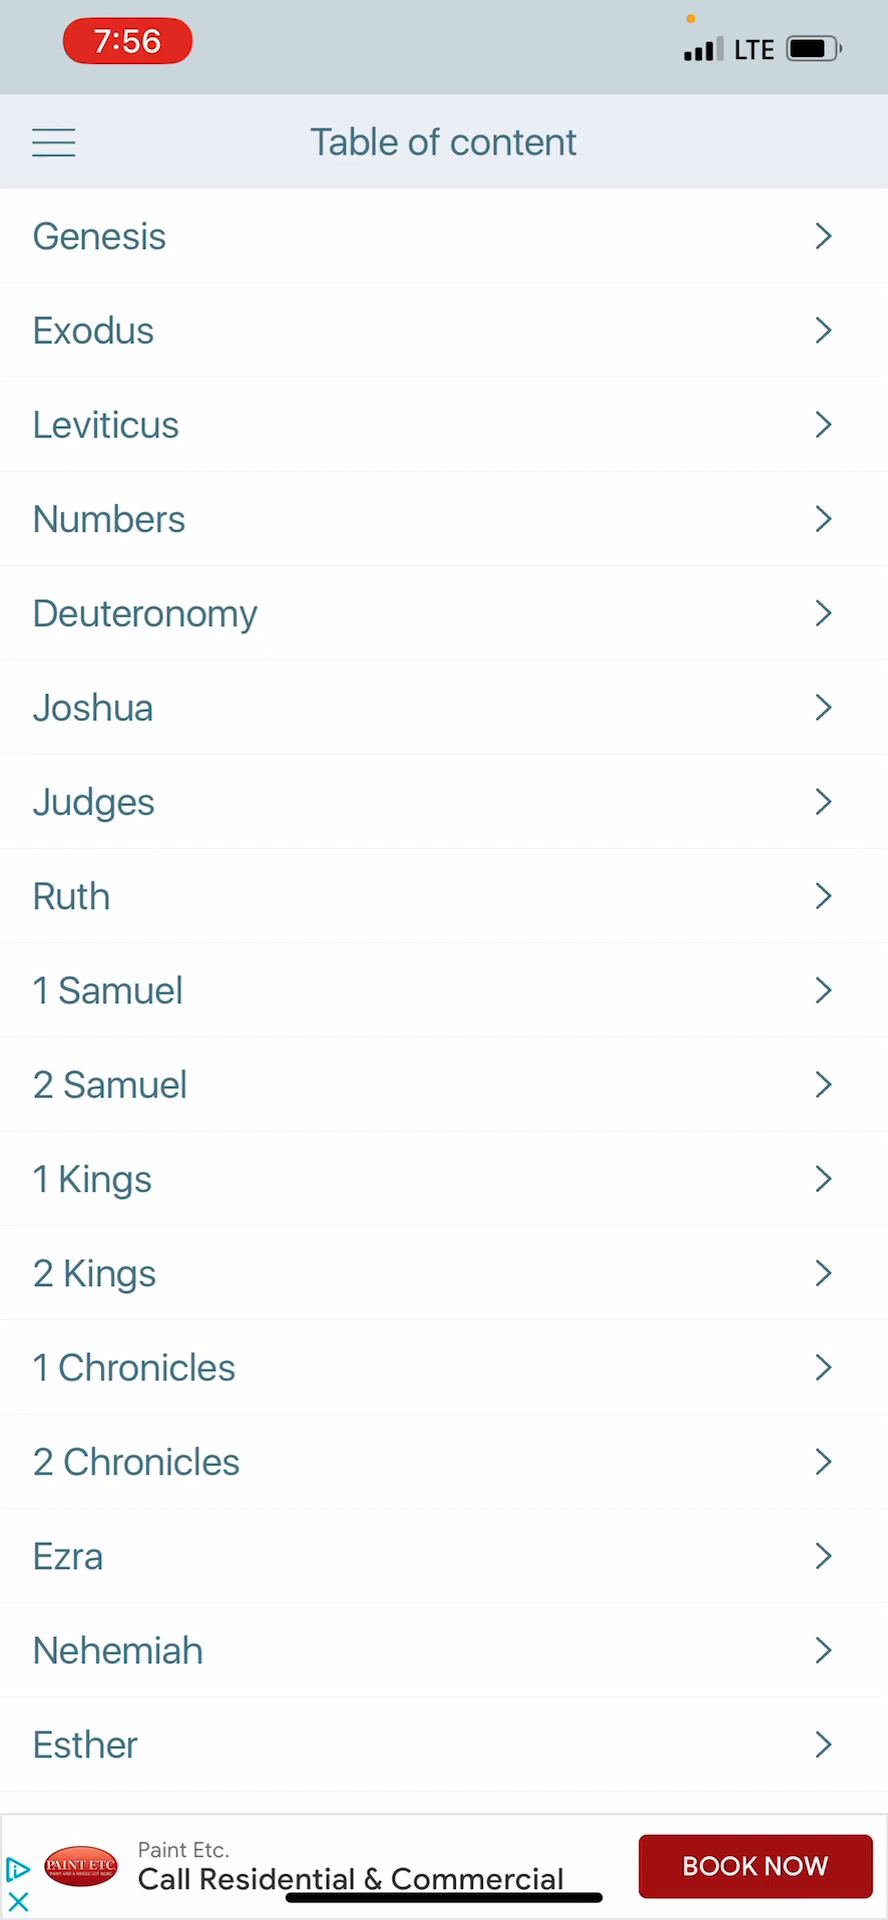 7:56
LTE
Table of content
Genesis
Exodus
Leviticus
Numbers
Deuteronomy
Joshua
Judges
Ruth
1 Samuel
2 Samuel
1 Kings
2 Kings
1 Chronicles
2 Chronicles
Ezra
Nehemiah
Esther
PAINT ETC
Paint Etc.
Call Residential & Commercial
BOOK NOW